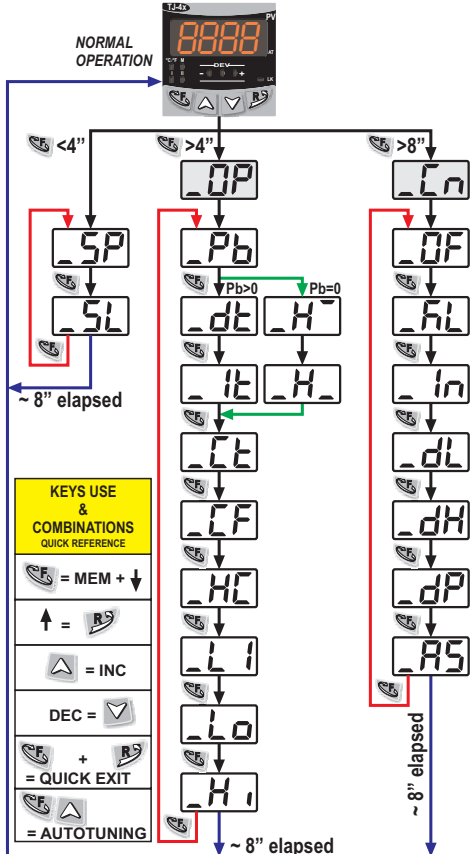 TJ-4x
PV
8888
AT
°C/°F M
DEV
- +
LK
F
R
NORMAL
OPERATION
F <4”
F >4”
F >8”
_OP
_Cn
_SP
F
_SL
F
~ 8” elapsed
_Pb
F
Pb>0
Pb=0
_dt
_H¯
F
_It
_H_
F
_Ct
F
_CF
F
_HC
F
_LI
F
_Lo
F
_Hi
F
~ 8” elapsed
_OF
F
_AL
F
_In
F
_dL
F
_dH
F
_dP
F
_AS
F
~ 8” elapsed
KEYS USE
&
COMBINATIONS
QUICK REFERENCE
F = MEM + ↓
↑ = R
= INC
DEC =
F + R
= QUICK EXIT
F
= AUTOTUNING